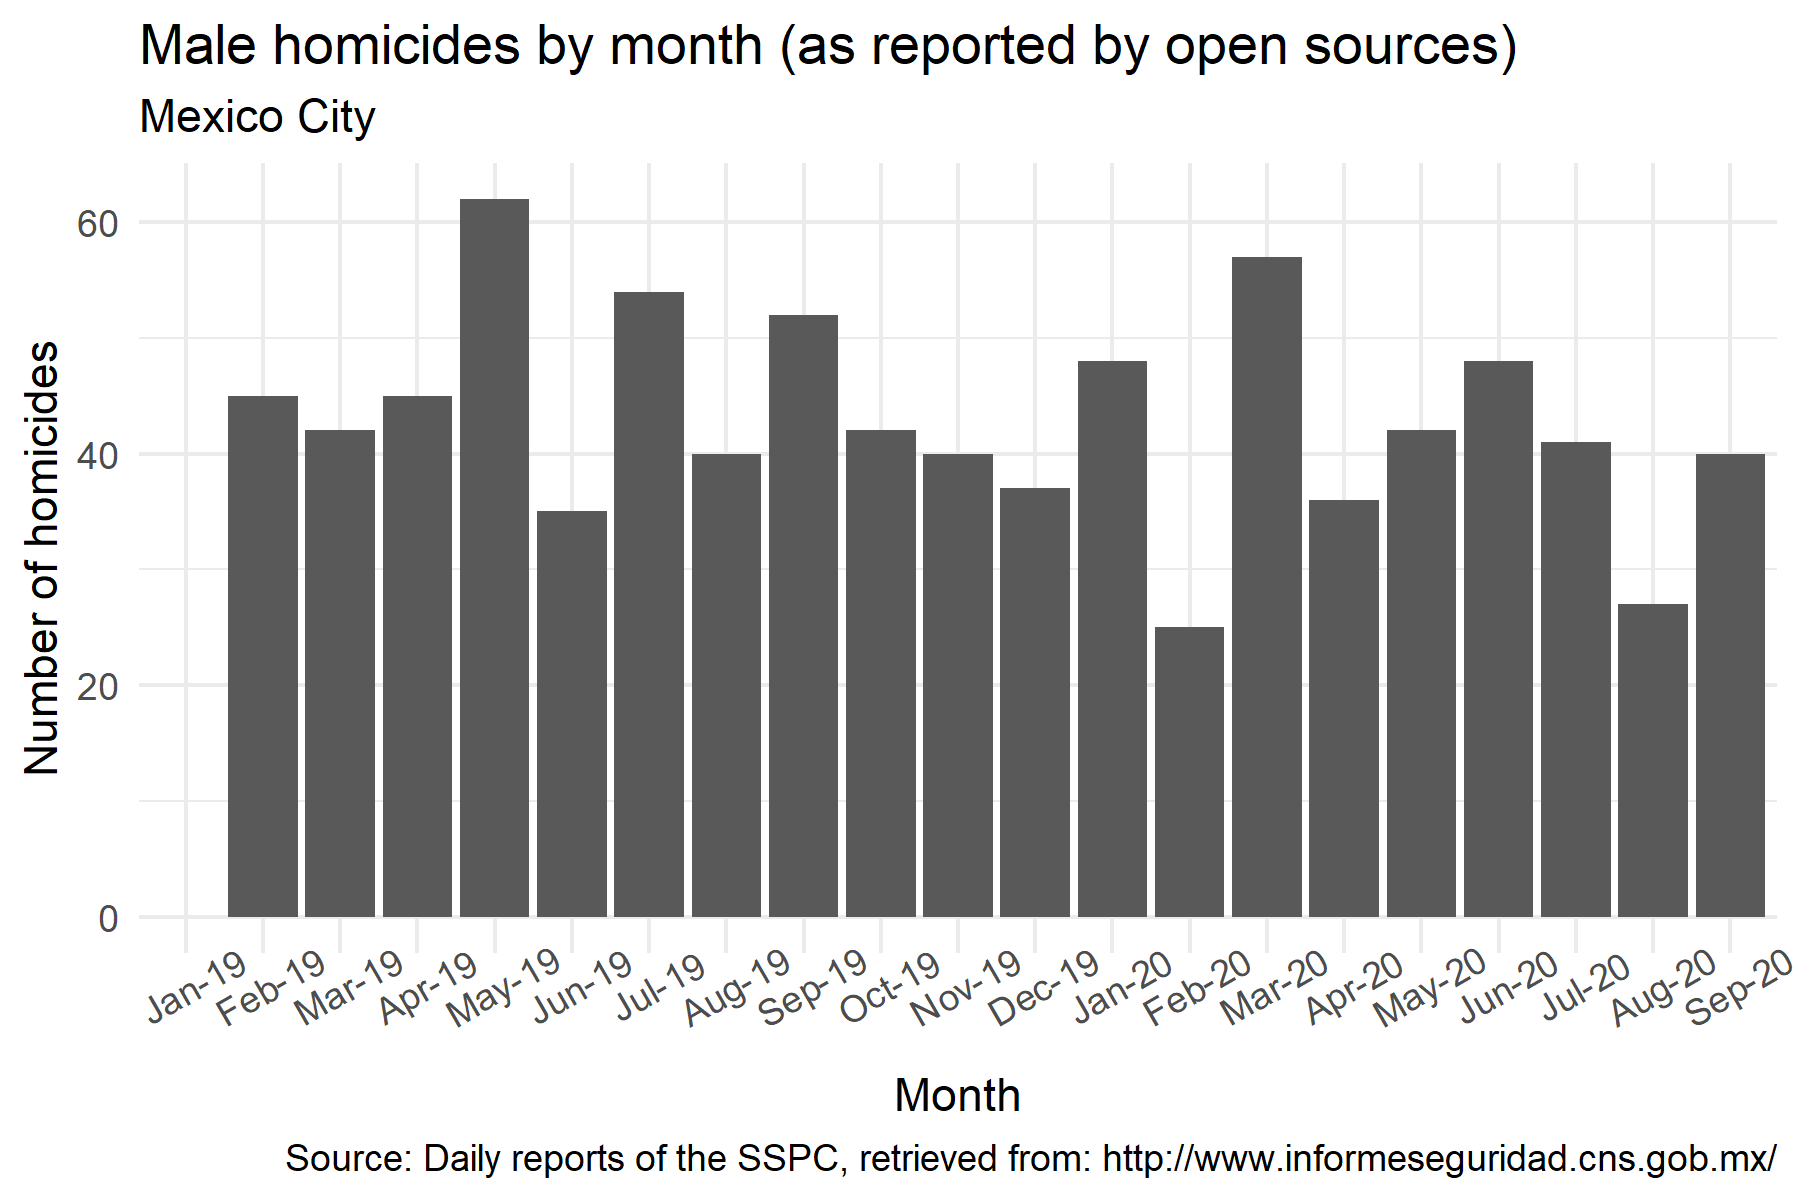 Male homicides by month (as reported by open sources)
Mexico City
Number of homicides
60
40
20
0
Jan-19
Feb-19
Mar-19
Apr-19
May-19
Jun-19
Jul-19
Aug-19
Sep-19
Oct-19
Nov-19
Dec-19
Jan-20
Feb-20
Mar-20
Apr-20
May-20
Jun-20
Jul-20
Aug-20
Sep-20
Month
Source: Daily reports of the SSPC, retrieved from: http://www.informeseguridad.cns.gob.mx/